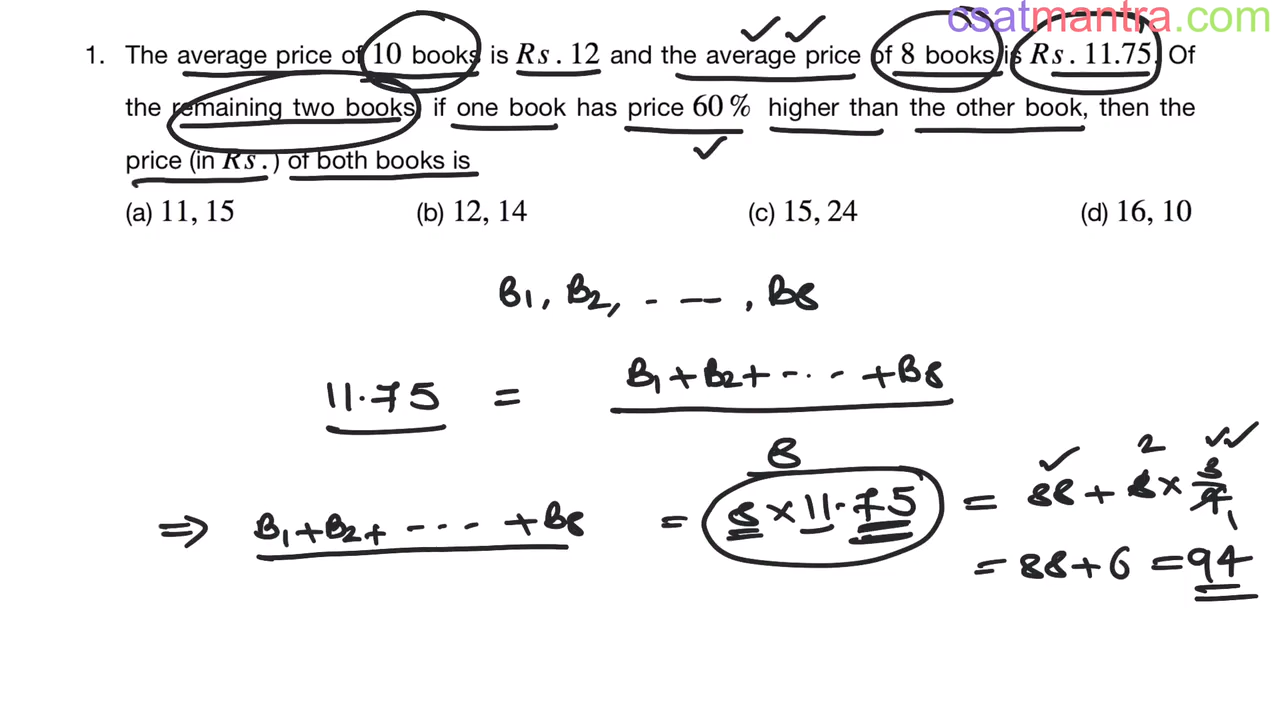 csatmantra.com
1. The average price of 10 books is Rs. 12 and the average price of 8 books is Rs. 11.75. Of
the remaining two books, if one book has price 60% higher than the other book, then the
price (in Rs.) of both books is
(a) 11, 15 (b) 12, 14 (c) 15, 24 (d) 16, 10
B1, B2, . -- , B8
11.75 = B1 + B2 + ... + B8
8
⇒ B1 + B2 + .... + B8 = 8 × 11.75 = 88 + 8 × 3/4
2
1
= 88 + 6 = 94